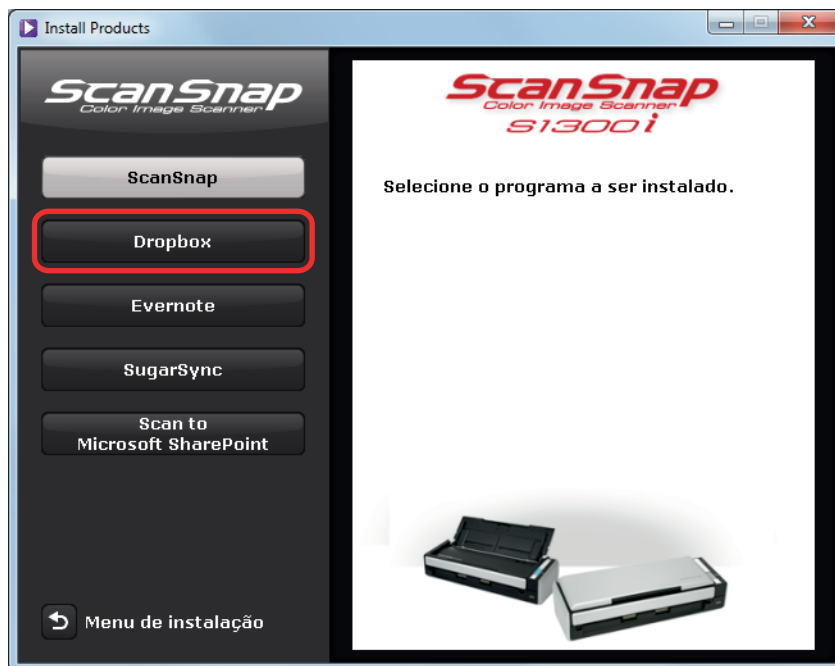 Install Products
ScanSnap
Color Image Scanner
ScanSnap
Dropbox
Evernote
SugarSync
Scan to
Microsoft SharePoint
Menu de instalação
ScanSnap
Color Image Scanner
S1300i
Selecione o programa a ser instalado.